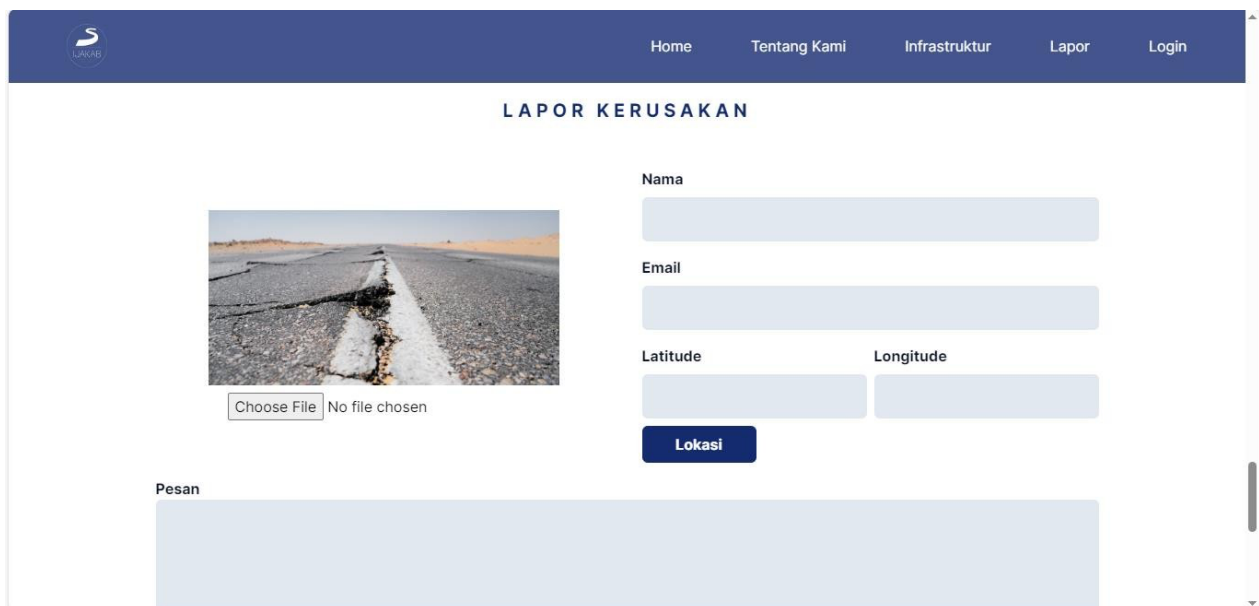 IJAKAB
Home Tentang Kami Infrastruktur Lapor Login
LAPOR KERUSAKAN
Nama
Email
Latitude Longitude
Choose File No file chosen
Lokasi
Pesan